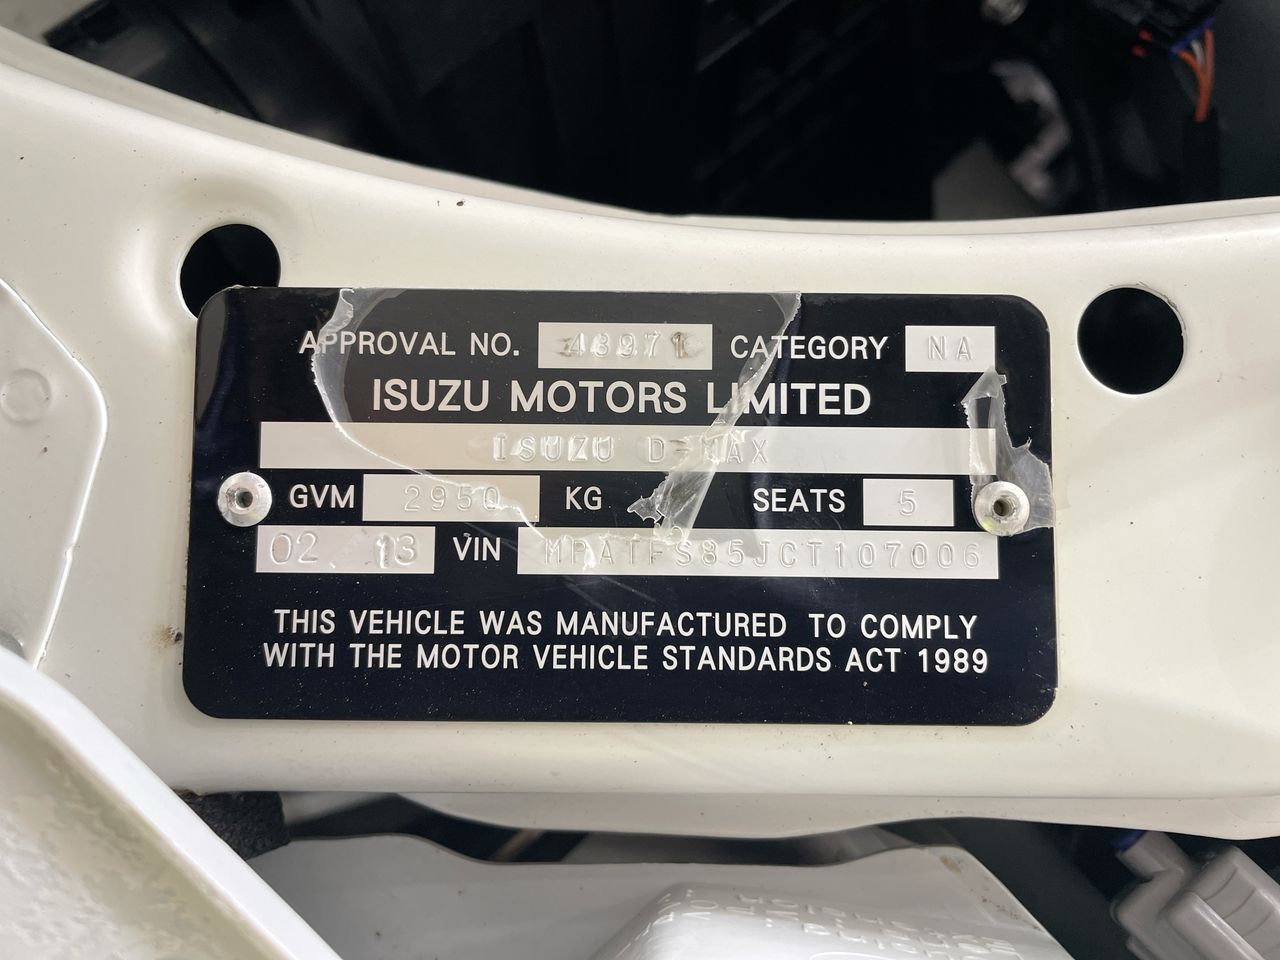 APPROVAL NO. 43971 CATEGORY NA
ISUZU MOTORS LIMITED
ISUZU D-MAX
GVM 2950 KG SEATS 5
02 13 VIN MPATFS85JCT107006
THIS VEHICLE WAS MANUFACTURED TO COMPLY
WITH THE MOTOR VEHICLE STANDARDS ACT 1989